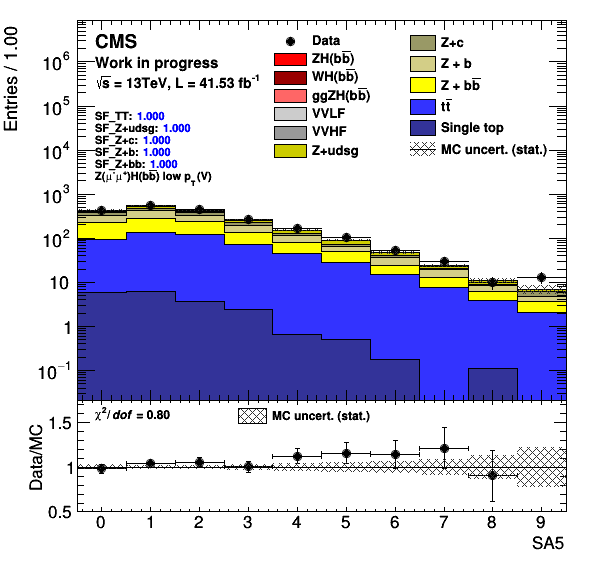 Entries / 1.00
CMS
Work in progress
√s = 13TeV, L = 41.53 fb⁻¹
SF_TT: 1.000
SF_Z+udsg: 1.000
SF_Z+c: 1.000
SF_Z+b: 1.000
SF_Z+bb: 1.000
Z(μ⁻μ⁺)H(bb̅) low p_T(V)
Data
ZH(bb̅)
WH(bb̅)
ggZH(bb̅)
VVLF
VVHF
Z+udsg
Z+c
Z + b
Z + bb̅
tt̅
Single top
MC uncert. (stat.)
10⁶
10⁵
10⁴
10³
10²
10
1
10⁻¹
Data/MC
χ²/dof = 0.80
MC uncert. (stat.)
1.5
1
0.5
0 1 2 3 4 5 6 7 8 9
SA5